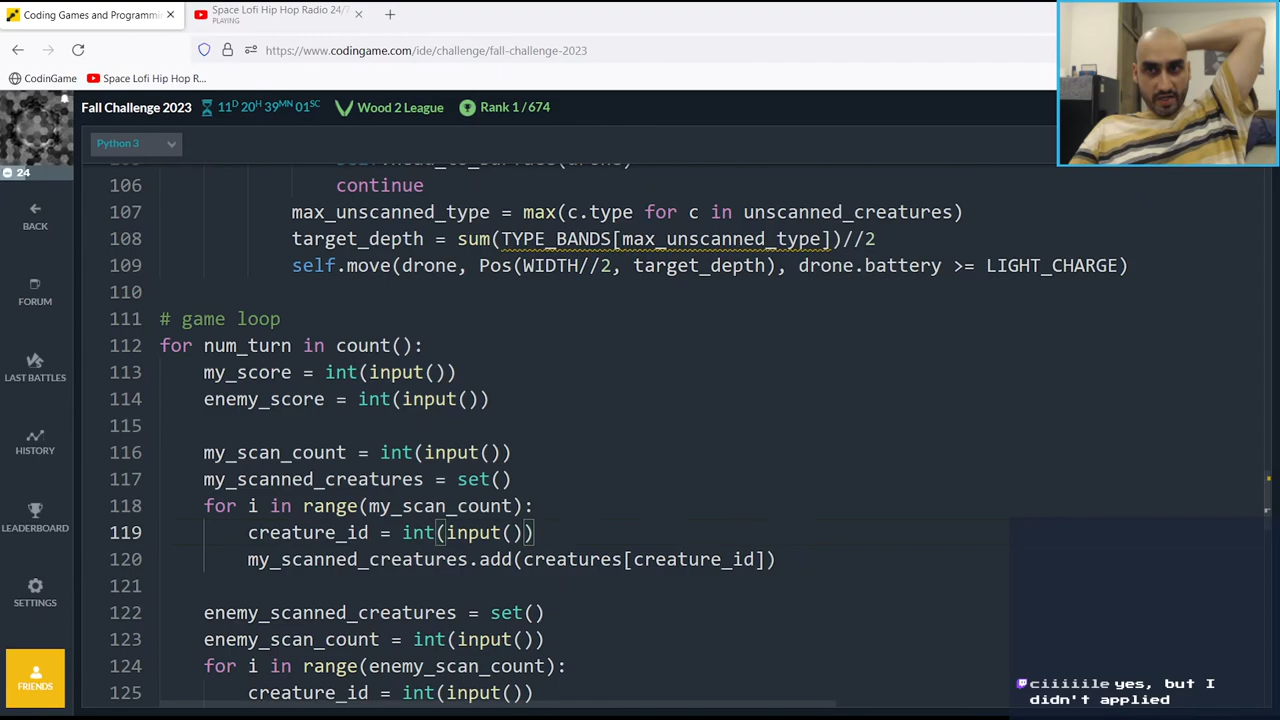 Coding Games and Programmin
Space Lofi Hip Hop Radio 24/7
PLAYING
https://www.codingame.com/ide/challenge/fall-challenge-2023
CodinGame
Space Lofi Hip Hop R...
Fall Challenge 2023
11D 20H 39MN 01SC
Wood 2 League
Rank 1 / 674
Python 3
24
BACK
FORUM
LAST BATTLES
HISTORY
LEADERBOARD
SETTINGS
FRIENDS
106 continue
107 max_unscanned_type = max(c.type for c in unscanned_creatures)
108 target_depth = sum(TYPE_BANDS[max_unscanned_type])//2
109 self.move(drone, Pos(WIDTH//2, target_depth), drone.battery >= LIGHT_CHARGE)
110
111 # game loop
112 for num_turn in count():
113 my_score = int(input())
114 enemy_score = int(input())
115
116 my_scan_count = int(input())
117 my_scanned_creatures = set()
118 for i in range(my_scan_count):
119 creature_id = int(input())
120 my_scanned_creatures.add(creatures[creature_id])
121
122 enemy_scanned_creatures = set()
123 enemy_scan_count = int(input())
124 for i in range(enemy_scan_count):
125 creature_id = int(input())
ciiiiile yes, but I
didn't applied